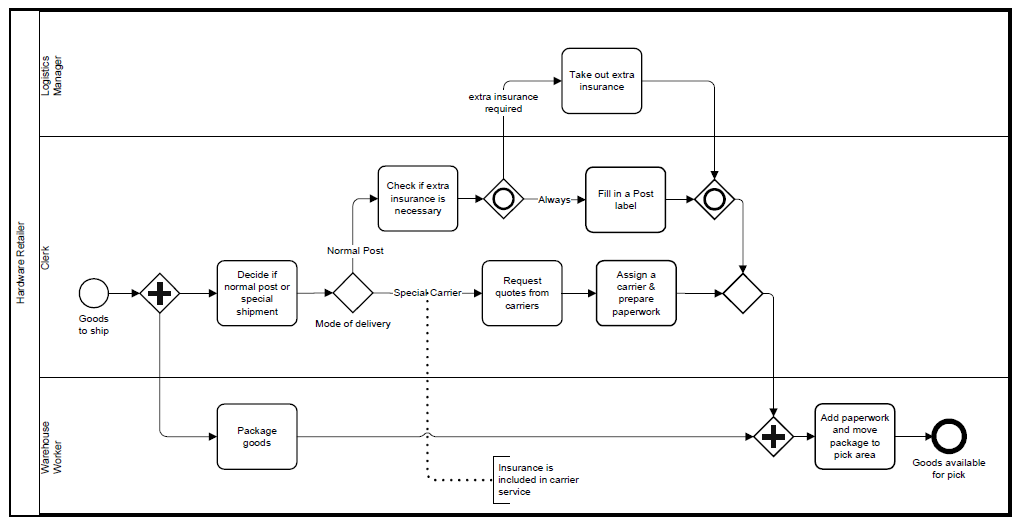 Hardware Retailer
Logistics
Manager
Take out extra
insurance
extra insurance
required
Clerk
Check if extra
insurance is
necessary
Always
Fill in a Post
label
Normal Post
Goods
to ship
Decide if
normal post or
special
shipment
Mode of delivery
Special Carrier
Request
quotes from
carriers
Assign a
carrier &
prepare
paperwork
Warehouse
Worker
Package
goods
Insurance is
included in carrier
service
Add paperwork
and move
package to
pick area
Goods available
for pick